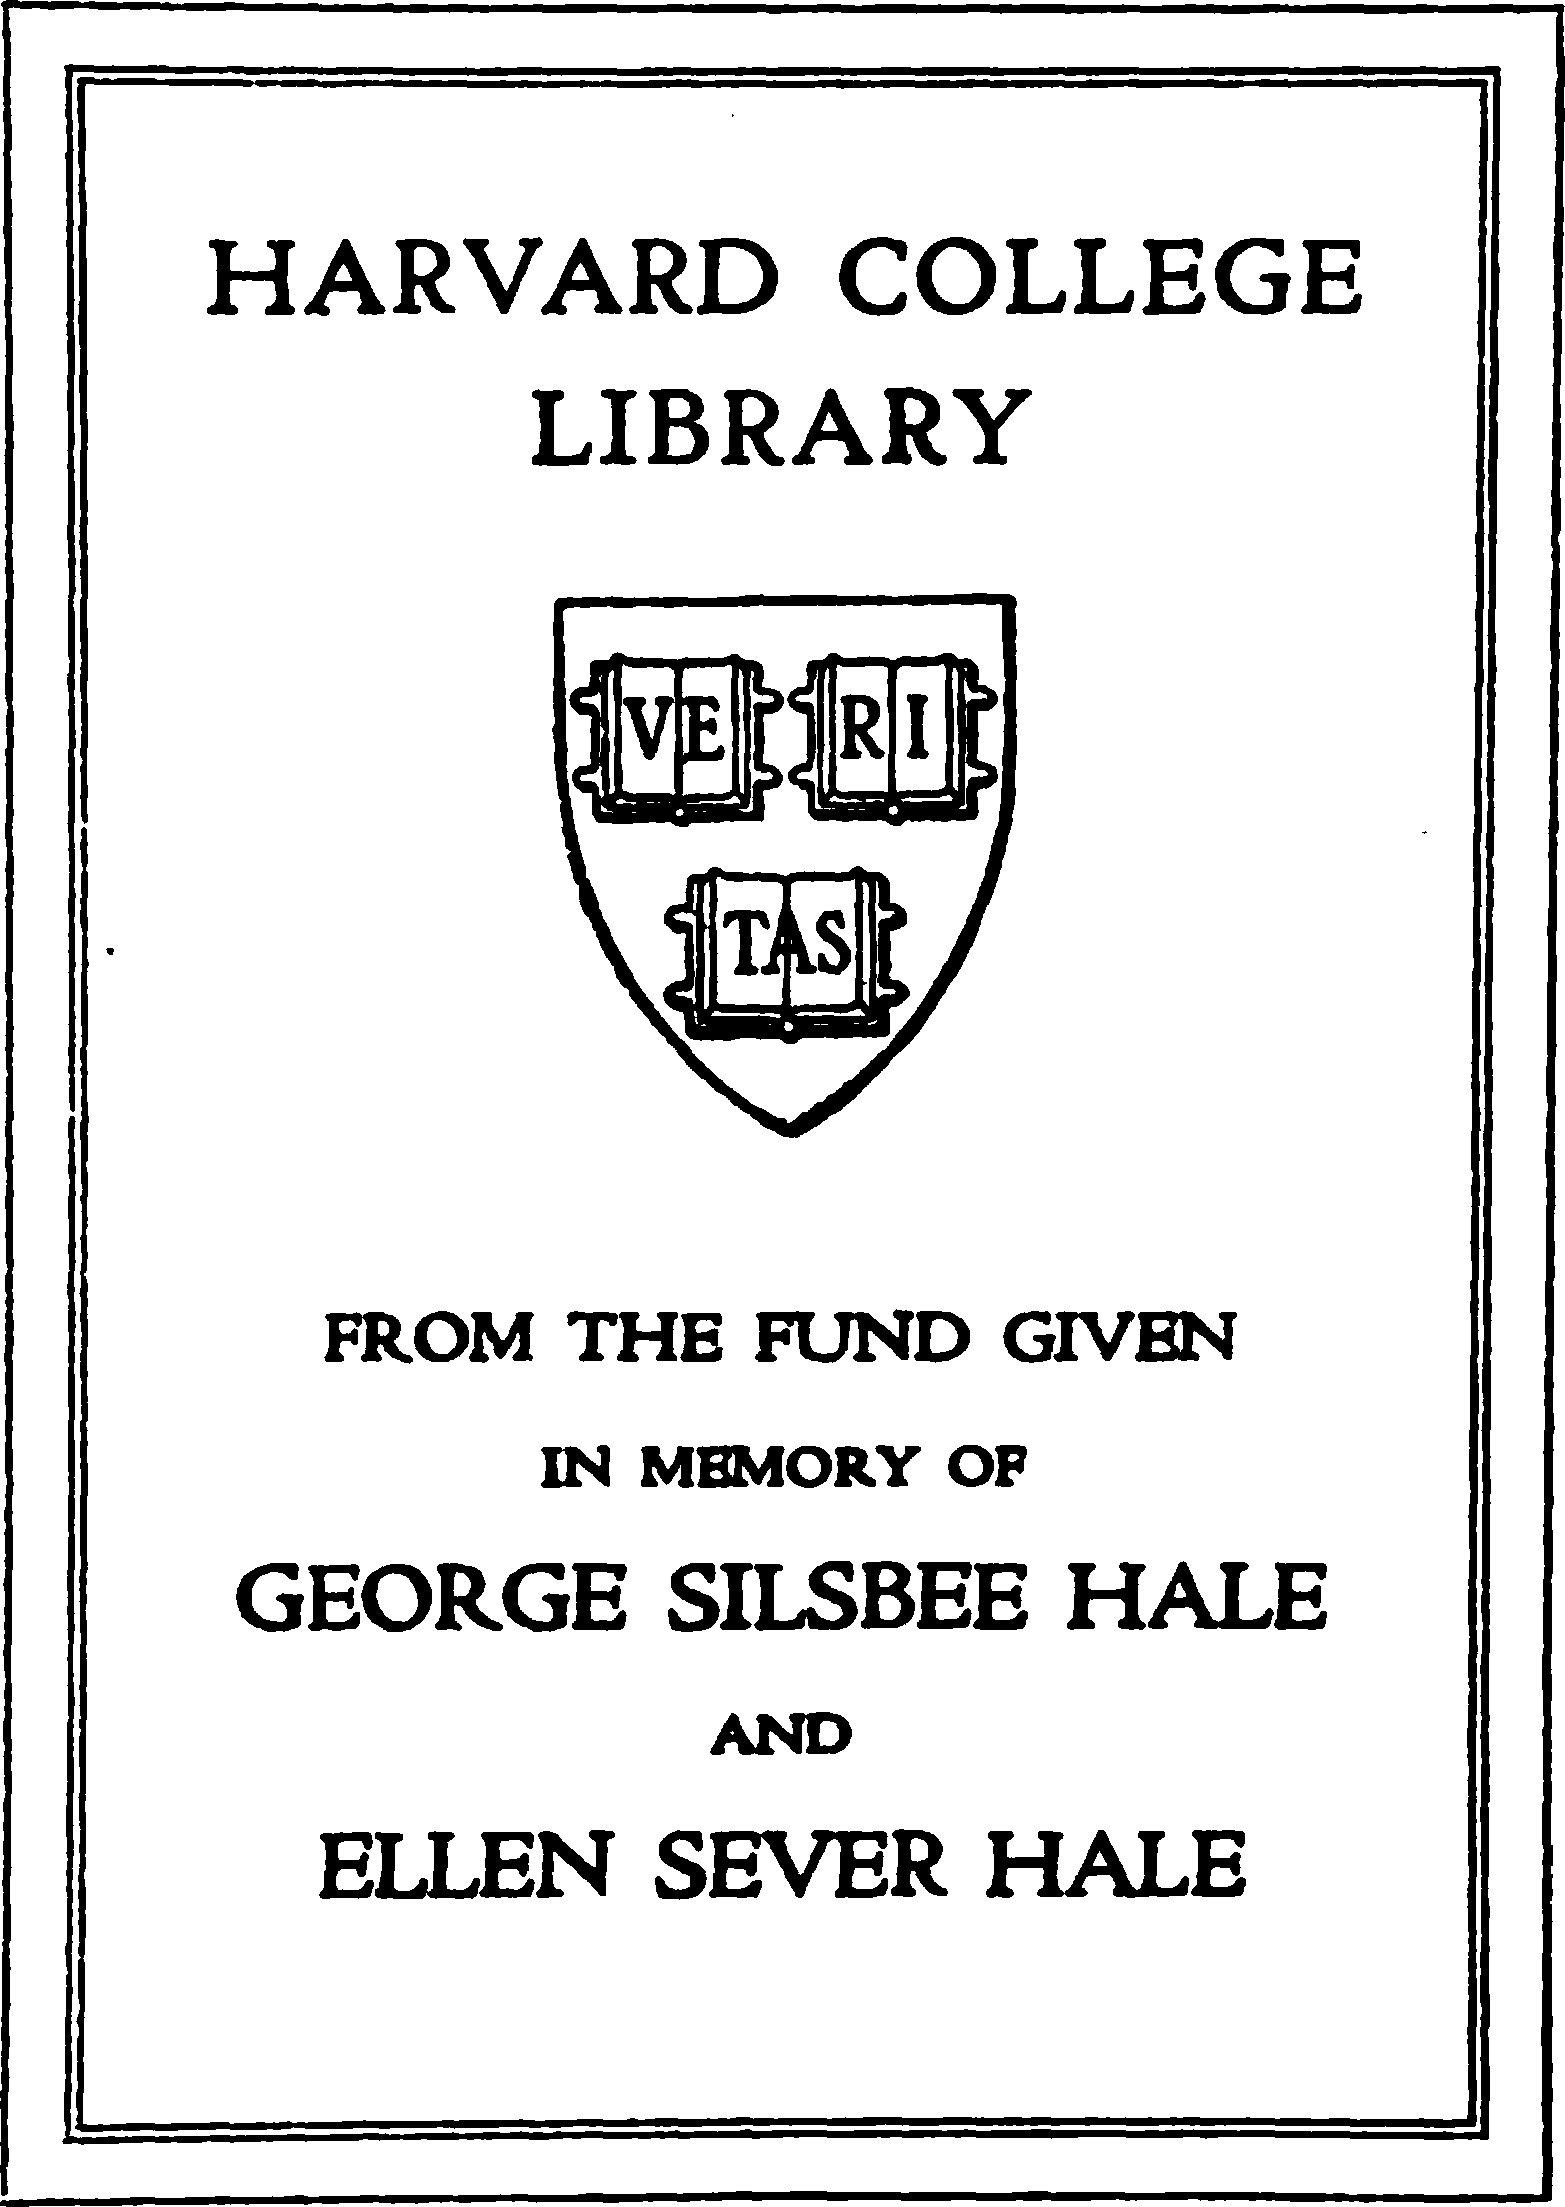 HARVARD COLLEGE
LIBRARY
VE RI
TAS
FROM THE FUND GIVEN
IN MEMORY OF
GEORGE SILSBEE HALE
AND
ELLEN SEVER HALE